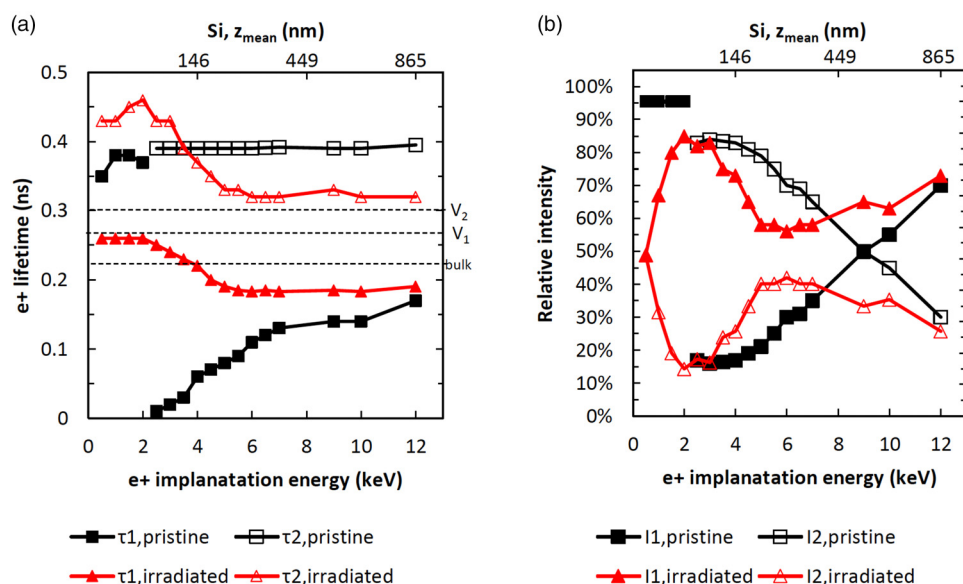 (a)
Si, z_mean (nm)
146 449 865
0.5
0.4
0.3
0.2
0.1
0
e+ lifetime (ns)
V₂
V₁
bulk
0 2 4 6 8 10 12
e+ implanatation energy (keV)
τ1,pristine τ2,pristine
τ1,irradiated τ2,irradiated
(b)
Si, z_mean (nm)
146 449 865
100%
90%
80%
70%
60%
50%
40%
30%
20%
10%
0%
Relative intensity
0 2 4 6 8 10 12
e+ implanatation energy (keV)
I1,pristine I2,pristine
I1,irradiated I2,irradiated